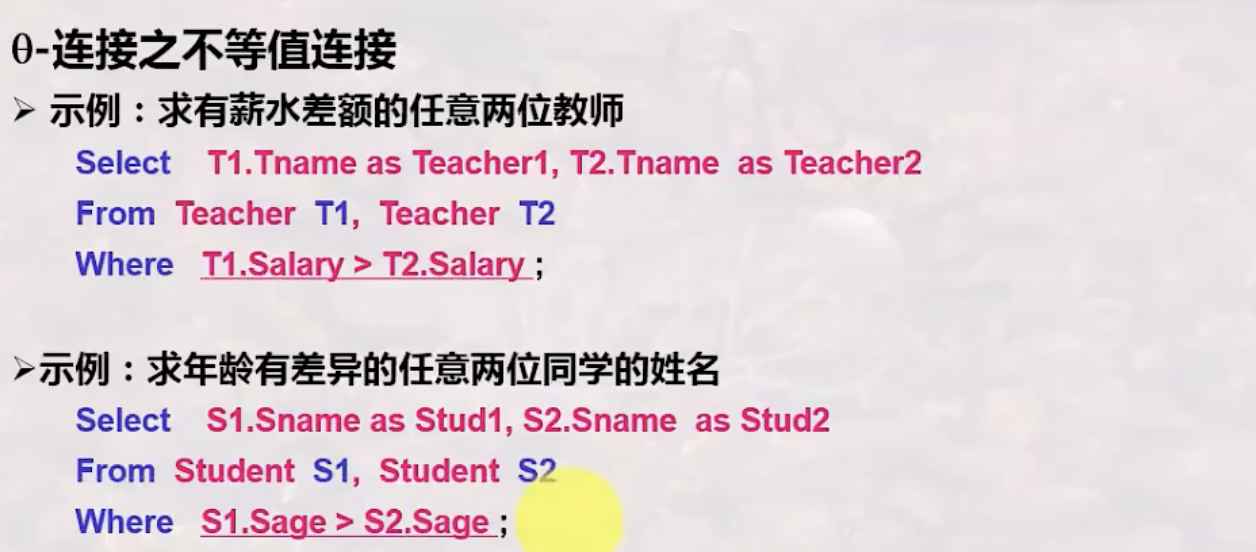 θ-连接之不等值连接
➢ 示例：求有薪水差额的任意两位教师
Select T1.Tname as Teacher1, T2.Tname as Teacher2
From Teacher T1, Teacher T2
Where T1.Salary > T2.Salary ;
➢示例：求年龄有差异的任意两位同学的姓名
Select S1.Sname as Stud1, S2.Sname as Stud2
From Student S1, Student S2
Where S1.Sage > S2.Sage ;